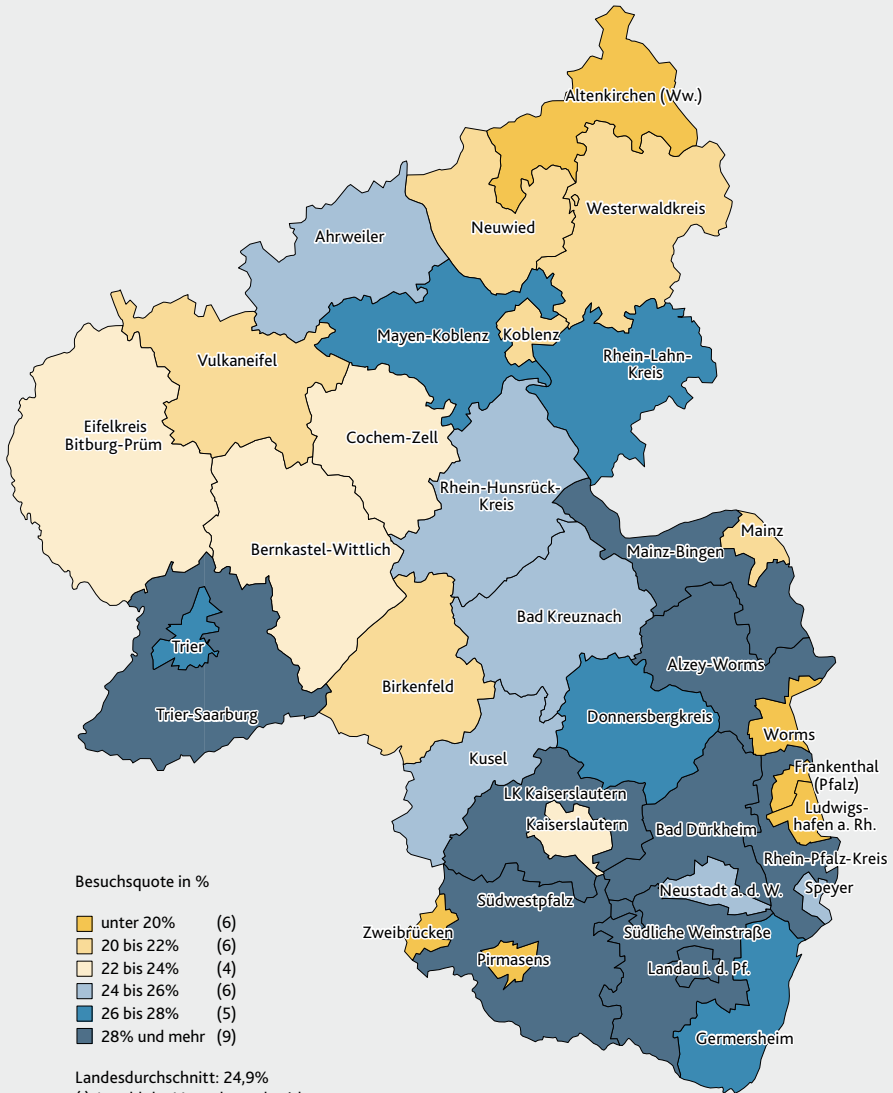 Altenkirchen (Ww.)
Westerwaldkreis
Neuwied
Ahrweiler
Mayen-Koblenz
Koblenz
Rhein-Lahn-
Kreis
Vulkaneifel
Eifelkreis
Bitburg-Prüm
Cochem-Zell
Rhein-Hunsrück-
Kreis
Bernkastel-Wittlich
Mainz
Mainz-Bingen
Bad Kreuznach
Trier
Alzey-Worms
Birkenfeld
Trier-Saarburg
Donnersbergkreis
Worms
Kusel
Frankenthal
(Pfalz)
LK Kaiserslautern
Ludwigs-
hafen a. Rh.
Kaiserslautern
Bad Dürkheim
Rhein-Pfalz-Kreis
Neustadt a. d. W.
Speyer
Südwestpfalz
Zweibrücken
Südliche Weinstraße
Pirmasens
Landau i. d. Pf.
Germersheim
Besuchsquote in %
unter 20% (6)
20 bis 22% (6)
22 bis 24% (4)
24 bis 26% (6)
26 bis 28% (5)
28% und mehr (9)
Landesdurchschnitt: 24,9%